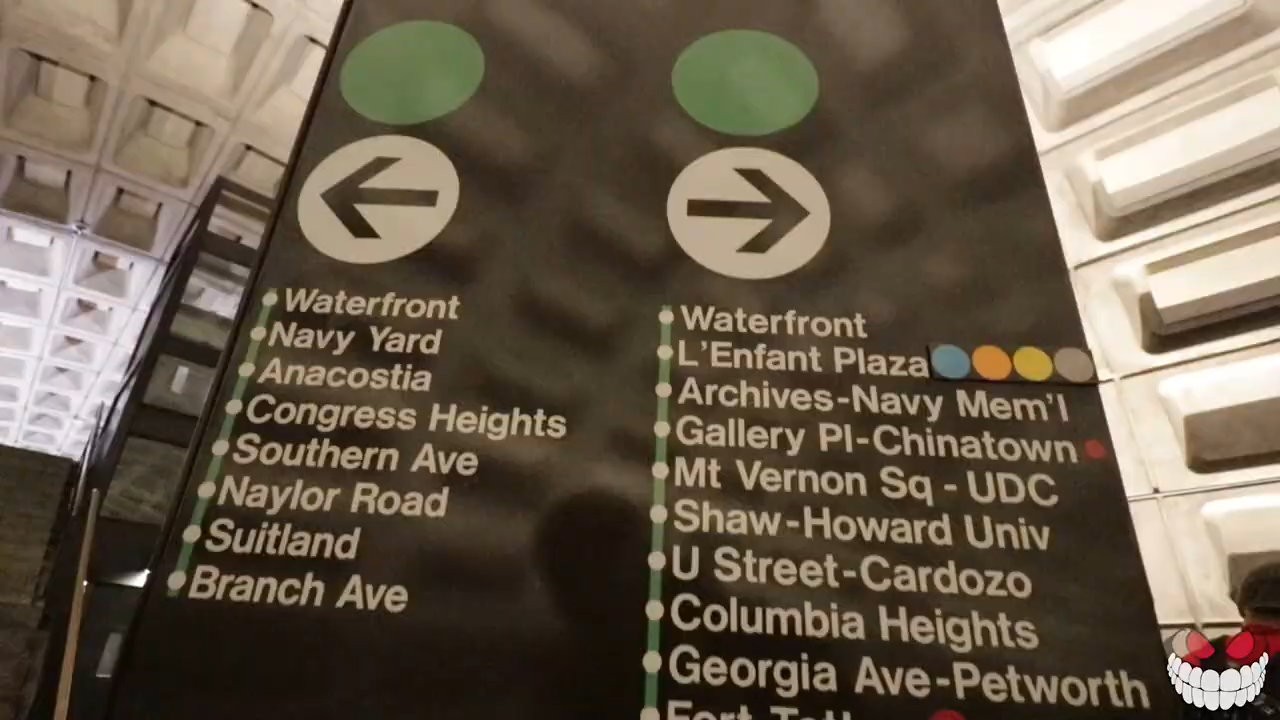 Waterfront
Navy Yard
Anacostia
Congress Heights
Southern Ave
Naylor Road
Suitland
Branch Ave
Waterfront
L'Enfant Plaza
Archives-Navy Mem'l
Gallery Pl-Chinatown
Mt Vernon Sq - UDC
Shaw-Howard Univ
U Street-Cardozo
Columbia Heights
Georgia Ave-Petworth
Fort